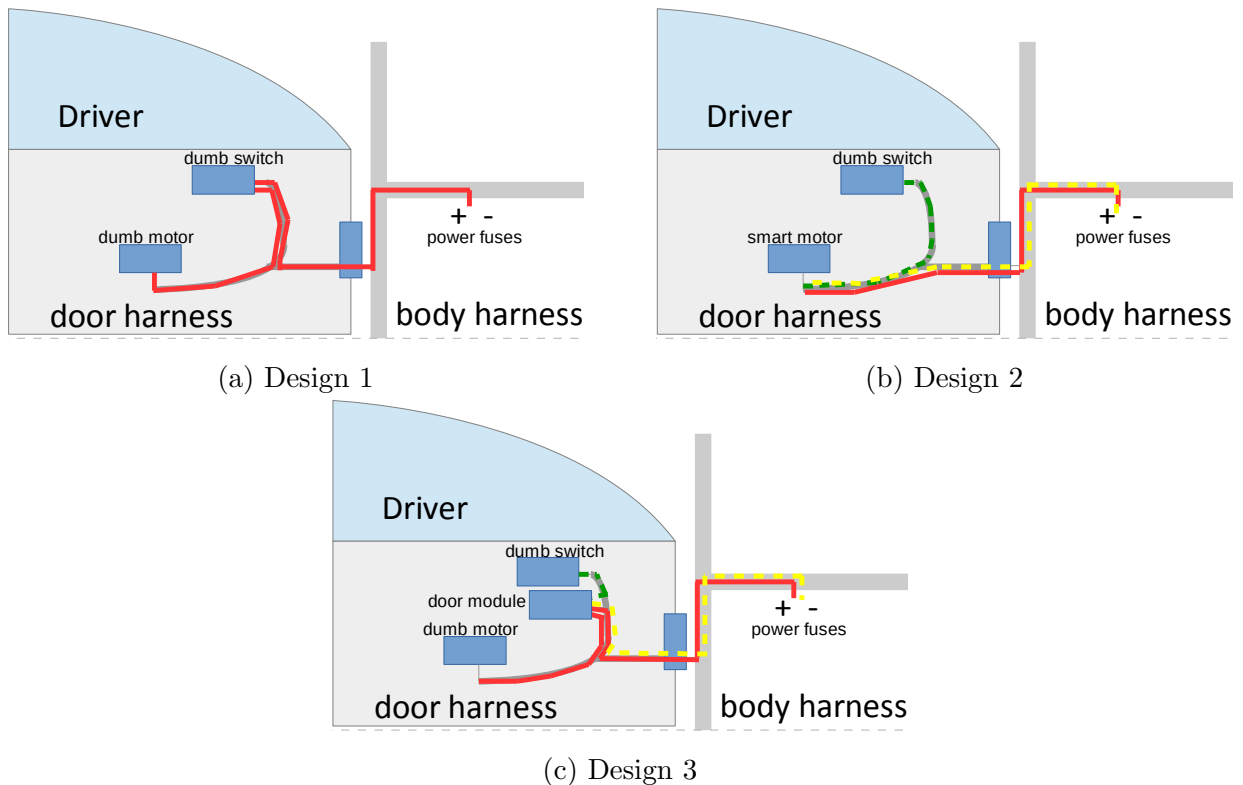 Driver
dumb switch
dumb motor
+ -
power fuses
door harness
body harness
(a) Design 1
Driver
dumb switch
smart motor
+ -
power fuses
door harness
body harness
(b) Design 2
Driver
dumb switch
door module
dumb motor
+ -
power fuses
door harness
body harness
(c) Design 3